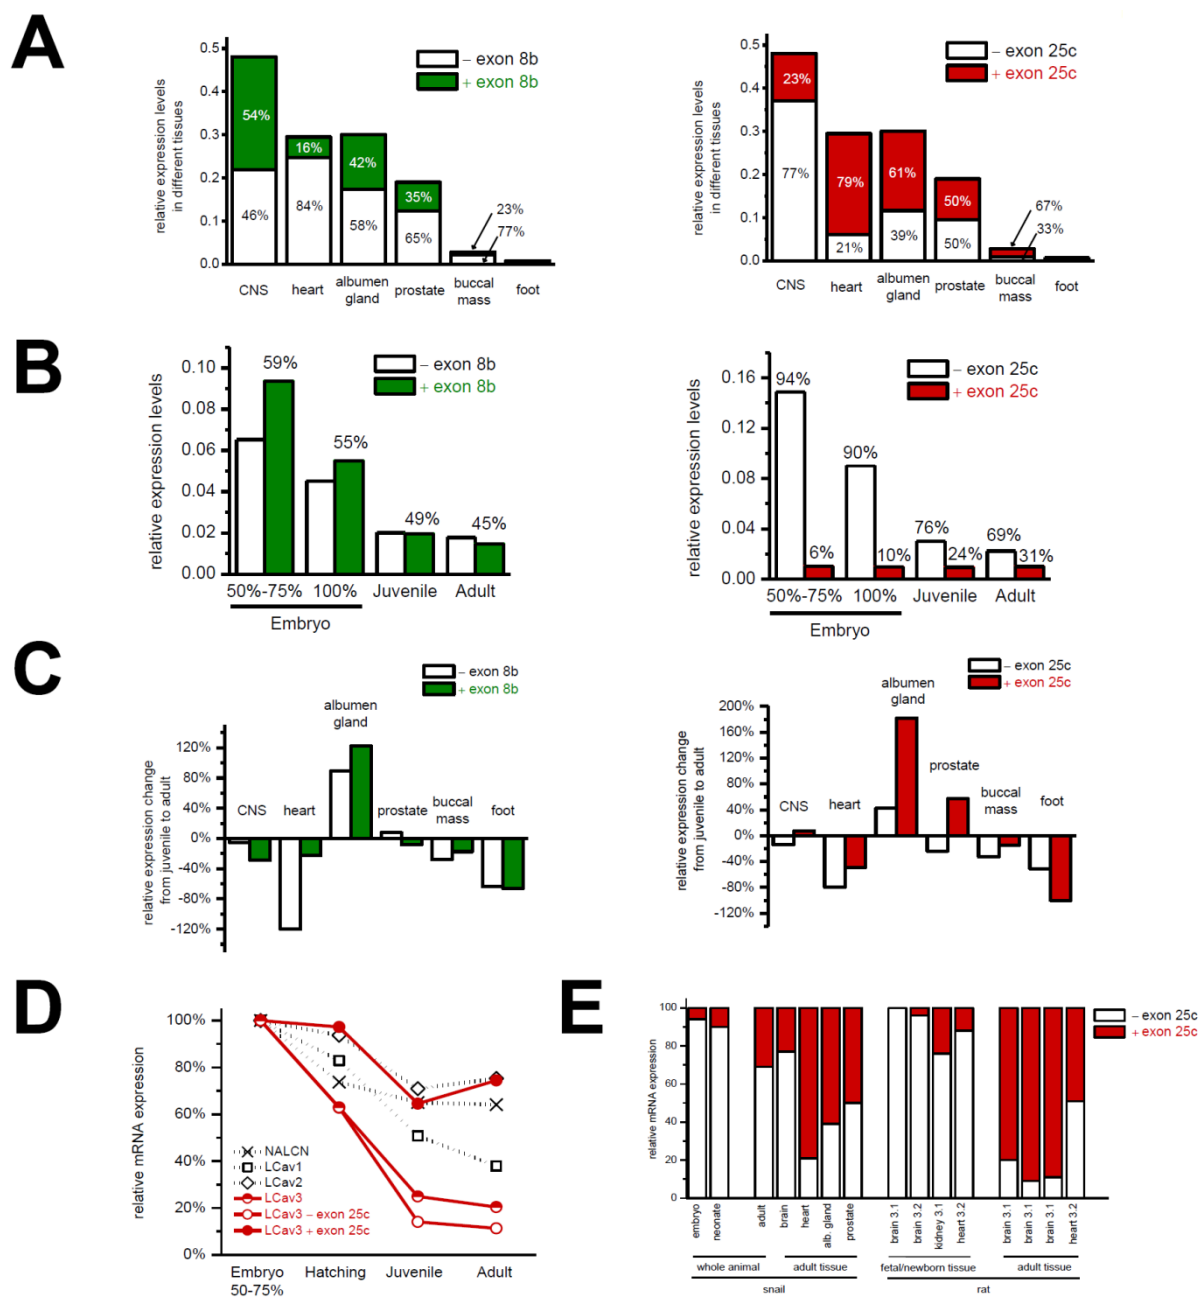 A
relative expression levels
in different tissues
0.5
0.4
0.3
0.2
0.1
0.0
– exon 8b
+ exon 8b
54%
46%
16%
84%
42%
58%
35%
65%
23%
77%
CNS
heart
albumen
gland
prostate
buccal
mass
foot
relative expression levels
in different tissues
0.5
0.4
0.3
0.2
0.1
0.0
– exon 25c
+ exon 25c
23%
77%
79%
21%
61%
39%
50%
50%
67%
33%
CNS
heart
albumen
gland
prostate
buccal
mass
foot
B
relative expression levels
0.10
0.08
0.06
0.04
0.02
0.00
– exon 8b
+ exon 8b
59%
55%
49%
45%
50%-75%
100%
Juvenile
Adult
Embryo
relative expression levels
0.16
0.12
0.08
0.04
0.00
– exon 25c
+ exon 25c
94%
6%
90%
10%
76%
24%
69%
31%
50%-75%
100%
Juvenile
Adult
Embryo
C
relative expression change
from juvenile to adult
120%
80%
40%
0%
-40%
-80%
-120%
– exon 8b
+ exon 8b
CNS
heart
albumen
gland
prostate
buccal
mass
foot
relative expression change
from juvenile to adult
200%
160%
120%
80%
40%
0%
-40%
-80%
-120%
– exon 25c
+ exon 25c
CNS
heart
albumen
gland
prostate
buccal
mass
foot
D
relative mRNA expression
100%
80%
60%
40%
20%
0%
NALCN
LCav1
LCav2
LCav3
LCav3 – exon 25c
LCav3 + exon 25c
Embryo
50-75%
Hatching
Juvenile
Adult
E
relative mRNA expression
100
80
60
40
20
0
– exon 25c
+ exon 25c
embryo
neonate
adult
brain
heart
alb. gland
prostate
brain 3.1
brain 3.2
kidney 3.1
heart 3.2
brain 3.1
brain 3.1
brain 3.1
heart 3.2
whole animal
adult tissue
fetal/newborn tissue
adult tissue
snail
rat